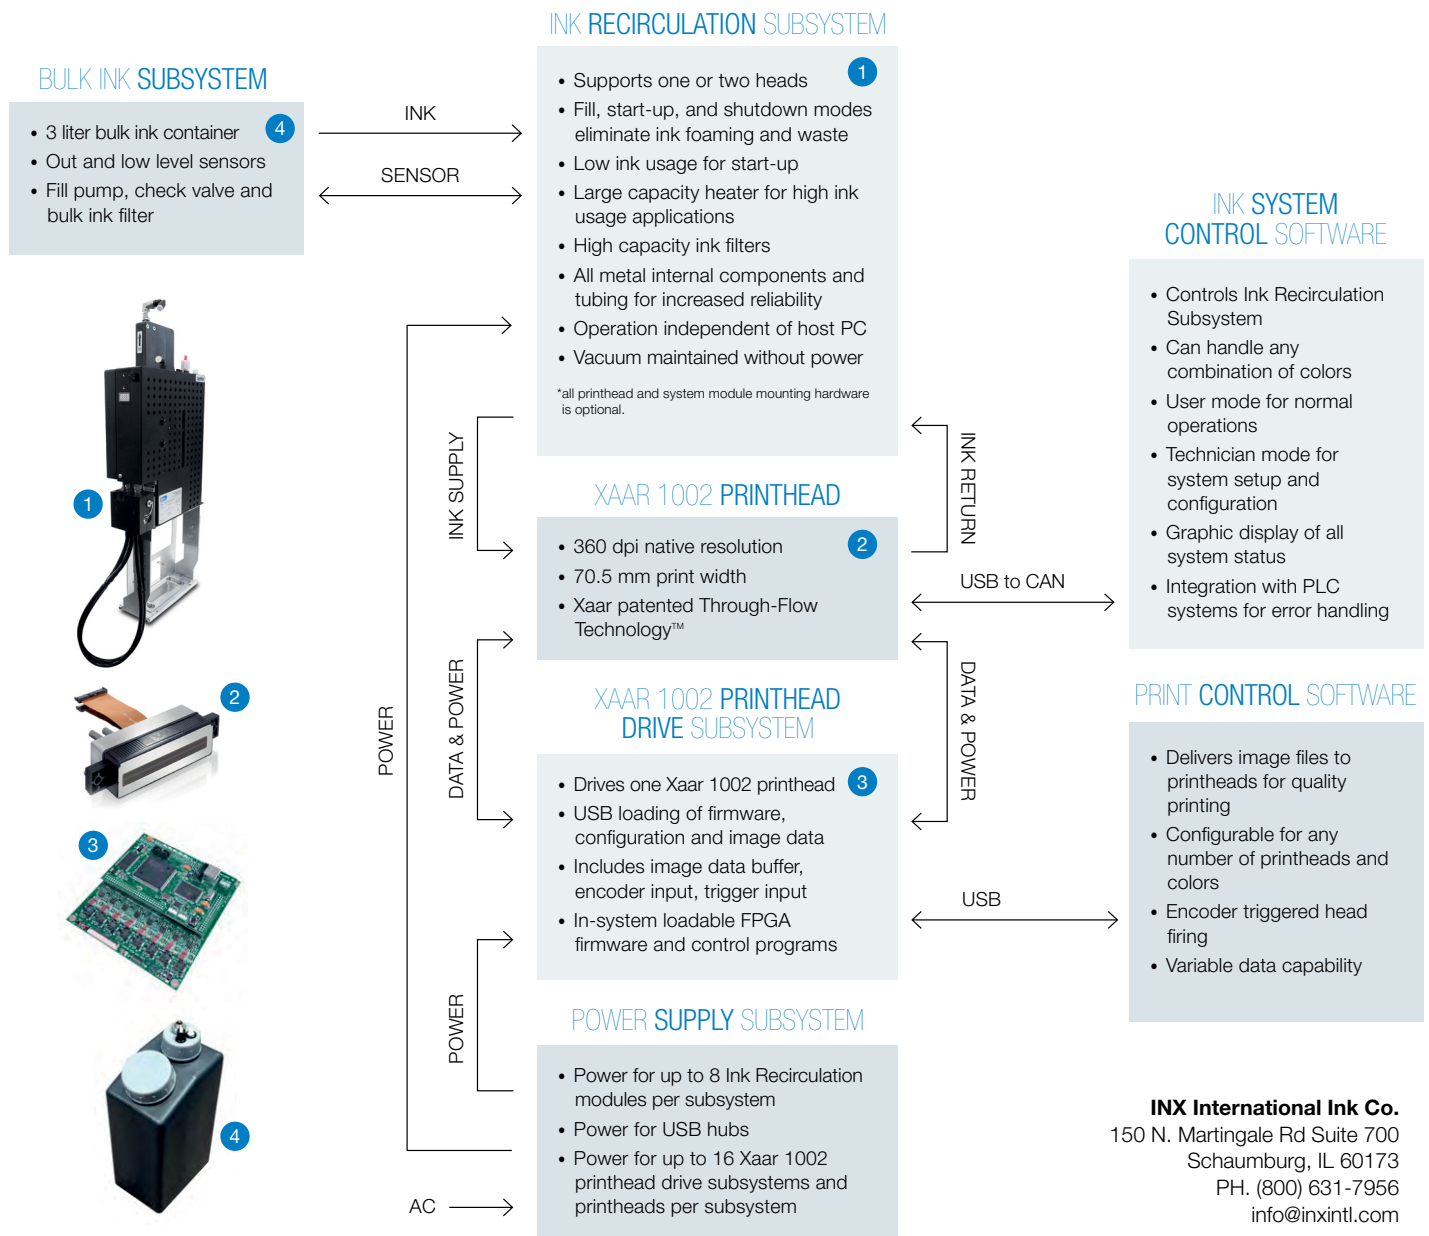 INK RECIRCULATION SUBSYSTEM
• Supports one or two heads
1
• Fill, start-up, and shutdown modes
eliminate ink foaming and waste
• Low ink usage for start-up
• Large capacity heater for high ink
usage applications
• High capacity ink filters
• All metal internal components and
tubing for increased reliability
• Operation independent of host PC
• Vacuum maintained without power
*all printhead and system module mounting hardware
is optional.
BULK INK SUBSYSTEM
• 3 liter bulk ink container
4
• Out and low level sensors
• Fill pump, check valve and
bulk ink filter
INK
SENSOR
INK SYSTEM
CONTROL SOFTWARE
• Controls Ink Recirculation
Subsystem
• Can handle any
combination of colors
• User mode for normal
operations
• Technician mode for
system setup and
configuration
• Graphic display of all
system status
• Integration with PLC
systems for error handling
INK SUPPLY
INK RETURN
XAAR 1002 PRINTHEAD
• 360 dpi native resolution
2
• 70.5 mm print width
• Xaar patented Through-Flow
Technology™
USB to CAN
1
2
3
4
POWER
DATA & POWER
DATA & POWER
XAAR 1002 PRINTHEAD
DRIVE SUBSYSTEM
• Drives one Xaar 1002 printhead
3
• USB loading of firmware,
configuration and image data
• Includes image data buffer,
encoder input, trigger input
• In-system loadable FPGA
firmware and control programs
USB
PRINT CONTROL SOFTWARE
• Delivers image files to
printheads for quality
printing
• Configurable for any
number of printheads and
colors
• Encoder triggered head
firing
• Variable data capability
POWER
POWER SUPPLY SUBSYSTEM
• Power for up to 8 Ink Recirculation
modules per subsystem
• Power for USB hubs
• Power for up to 16 Xaar 1002
printhead drive subsystems and
printheads per subsystem
AC
INX International Ink Co.
150 N. Martingale Rd Suite 700
Schaumburg, IL 60173
PH. (800) 631-7956
info@inxintl.com